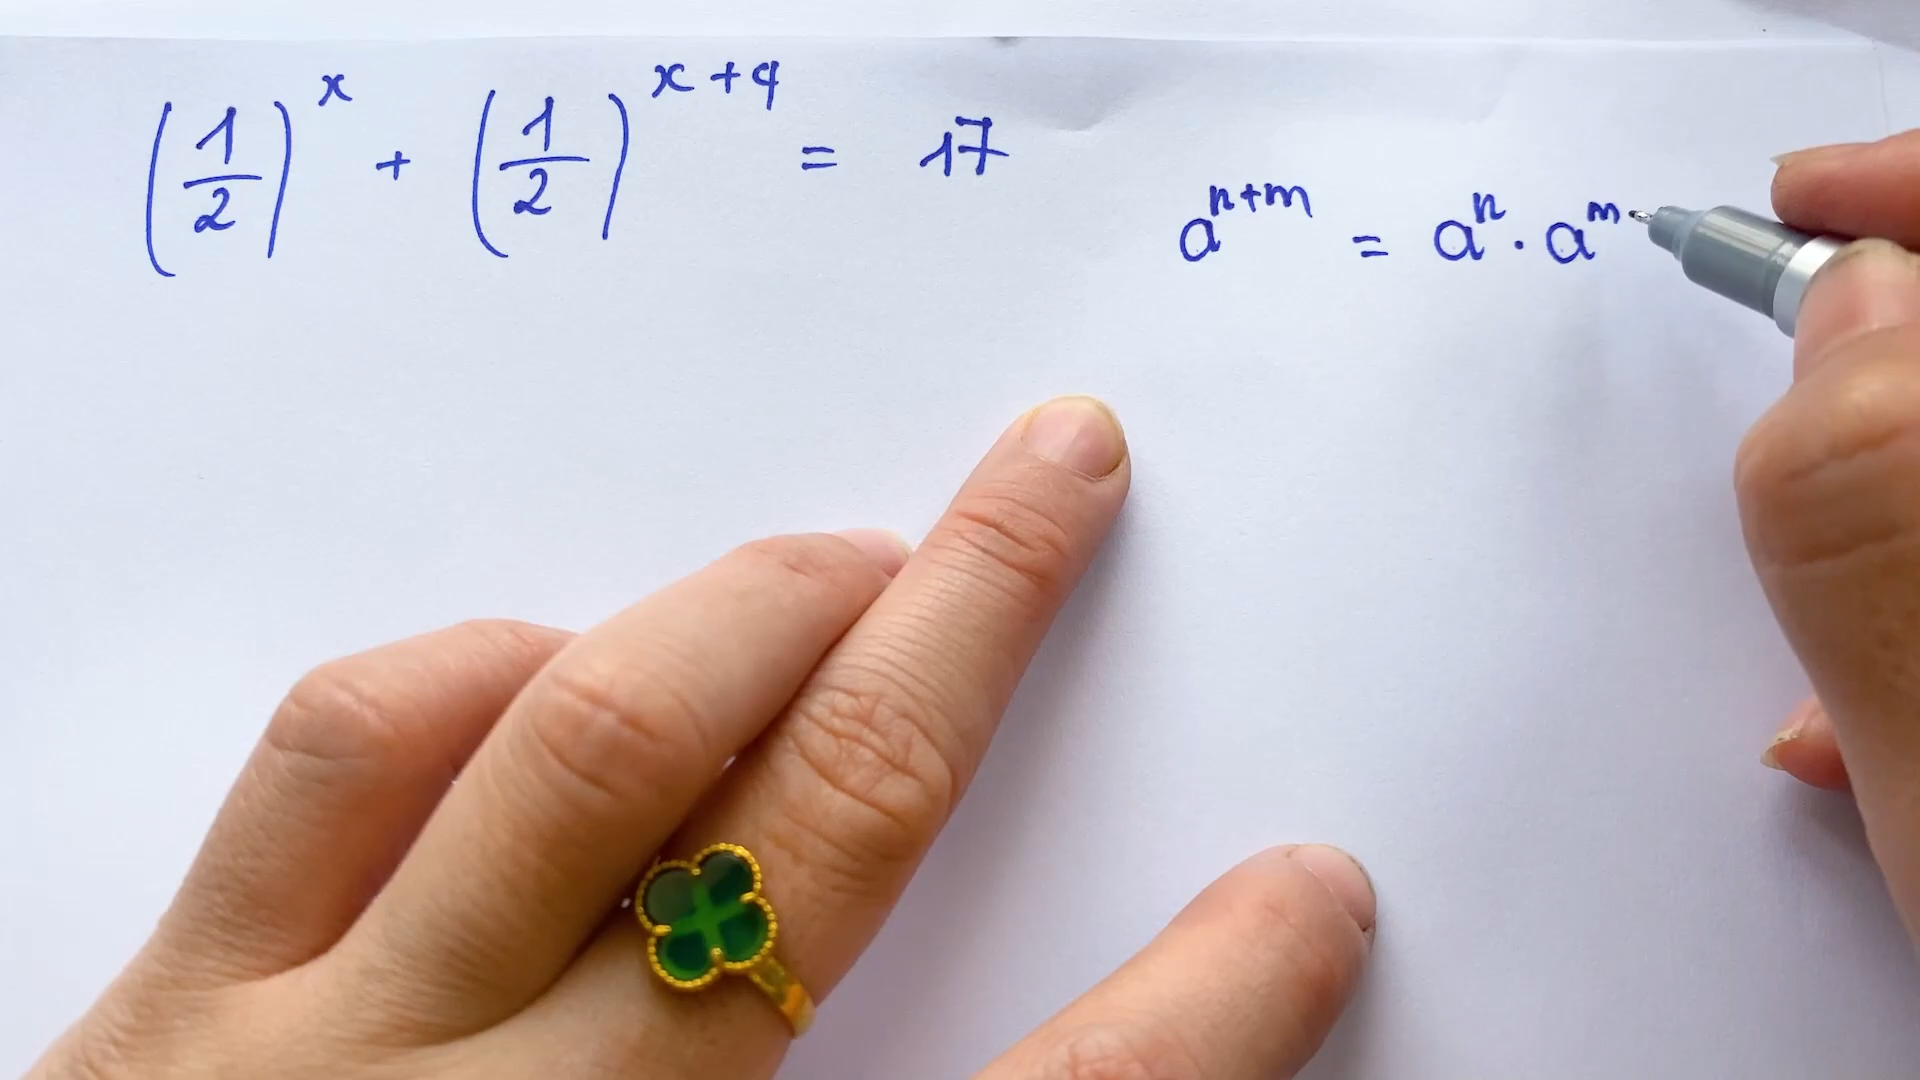 (1/2)^x + (1/2)^(x+4) = 17
a^(n+m) = a^n · a^m